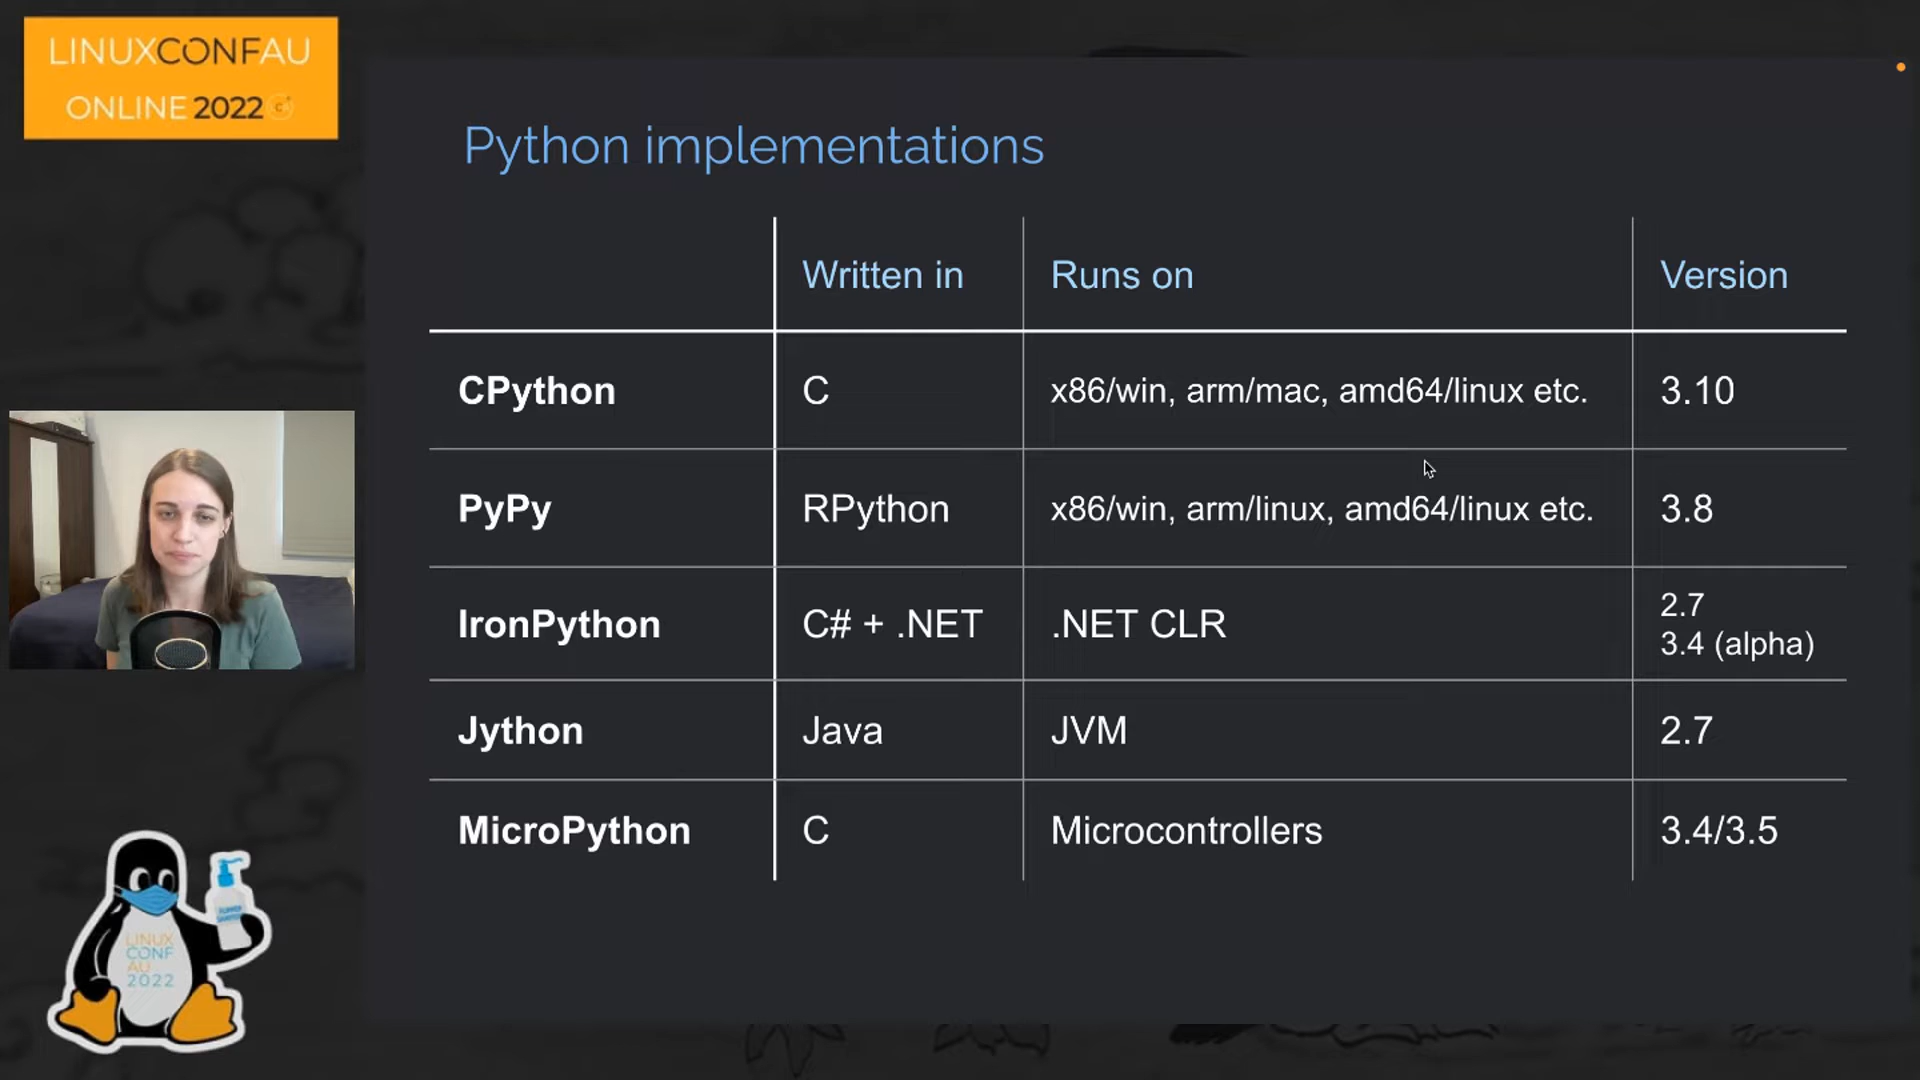 LINUXCONFAU
ONLINE 2022
Python implementations
Written in Runs on Version
CPython C x86/win, arm/mac, amd64/linux etc. 3.10
PyPy RPython x86/win, arm/linux, amd64/linux etc. 3.8
IronPython C# + .NET .NET CLR 2.7
3.4 (alpha)
Jython Java JVM 2.7
MicroPython C Microcontrollers 3.4/3.5
LINUX
CONF
AU
2022